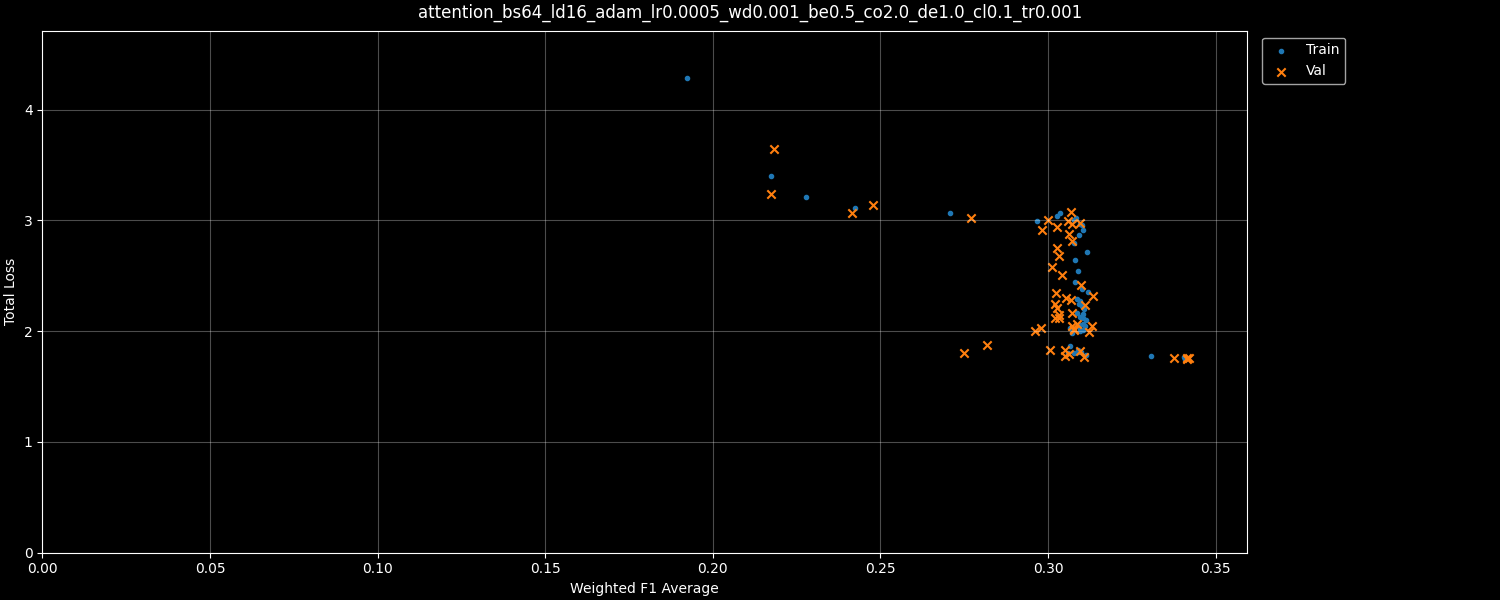 attention_bs64_ld16_adam_lr0.0005_wd0.001_be0.5_co2.0_de1.0_cl0.1_tr0.001
Train
Val
4
3
2
1
0
Total Loss
0.00 0.05 0.10 0.15 0.20 0.25 0.30 0.35
Weighted F1 Average